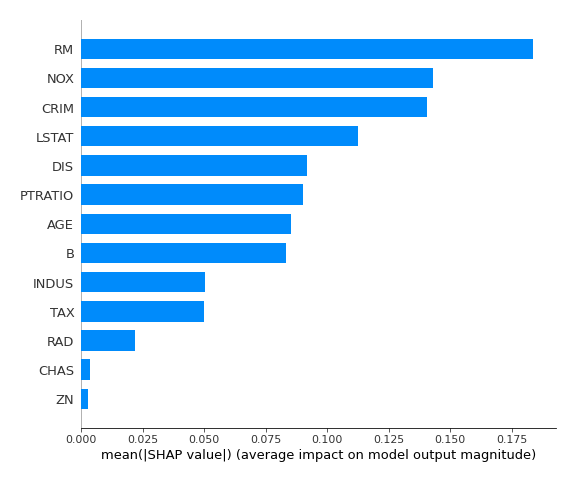 RM
NOX
CRIM
LSTAT
DIS
PTRATIO
AGE
B
INDUS
TAX
RAD
CHAS
ZN
0.000 0.025 0.050 0.075 0.100 0.125 0.150 0.175
mean(|SHAP value|) (average impact on model output magnitude)